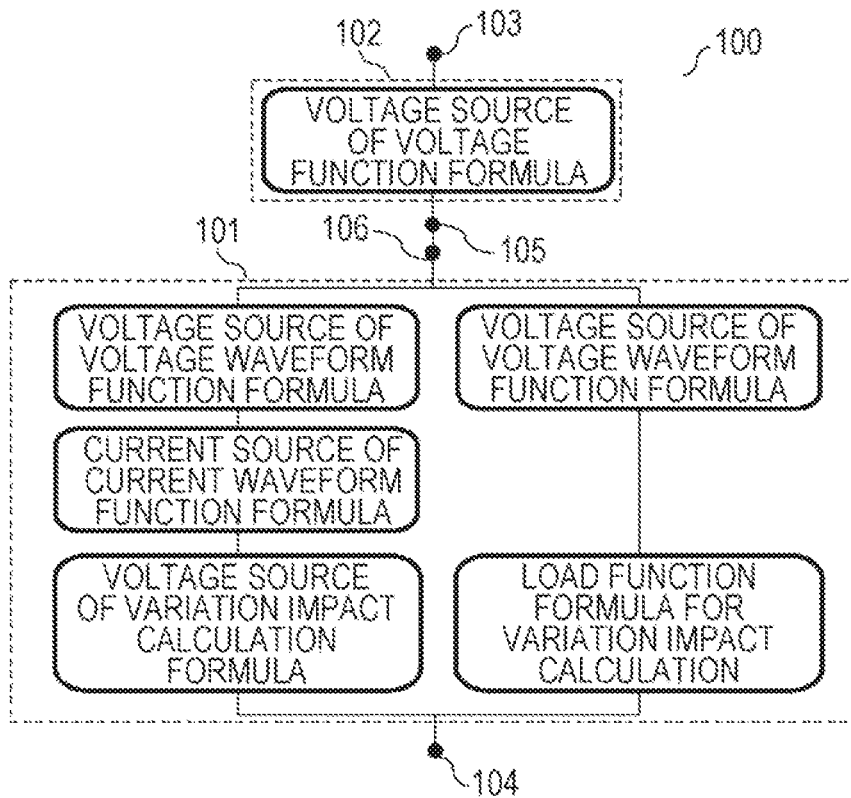 103
102
100
VOLTAGE SOURCE
OF VOLTAGE
FUNCTION FORMULA
106
105
101
VOLTAGE SOURCE OF
VOLTAGE WAVEFORM
FUNCTION FORMULA
VOLTAGE SOURCE OF
VOLTAGE WAVEFORM
FUNCTION FORMULA
CURRENT SOURCE OF
CURRENT WAVEFORM
FUNCTION FORMULA
VOLTAGE SOURCE
OF VARIATION IMPACT
CALCULATION
FORMULA
LOAD FUNCTION
FORMULA FOR
VARIATION IMPACT
CALCULATION
104